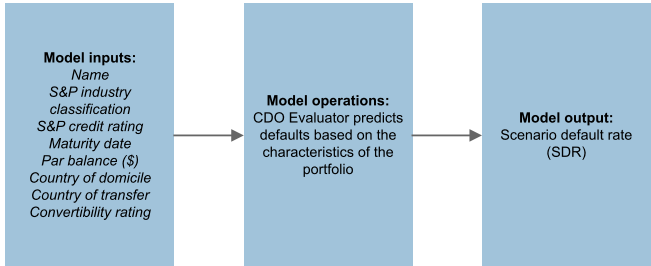 Model inputs:
Name
S&P industry
classification
S&P credit rating
Maturity date
Par balance ($)
Country of domicile
Country of transfer
Convertibility rating
Model operations:
CDO Evaluator predicts
defaults based on the
characteristics of the
portfolio
Model output:
Scenario default rate
(SDR)